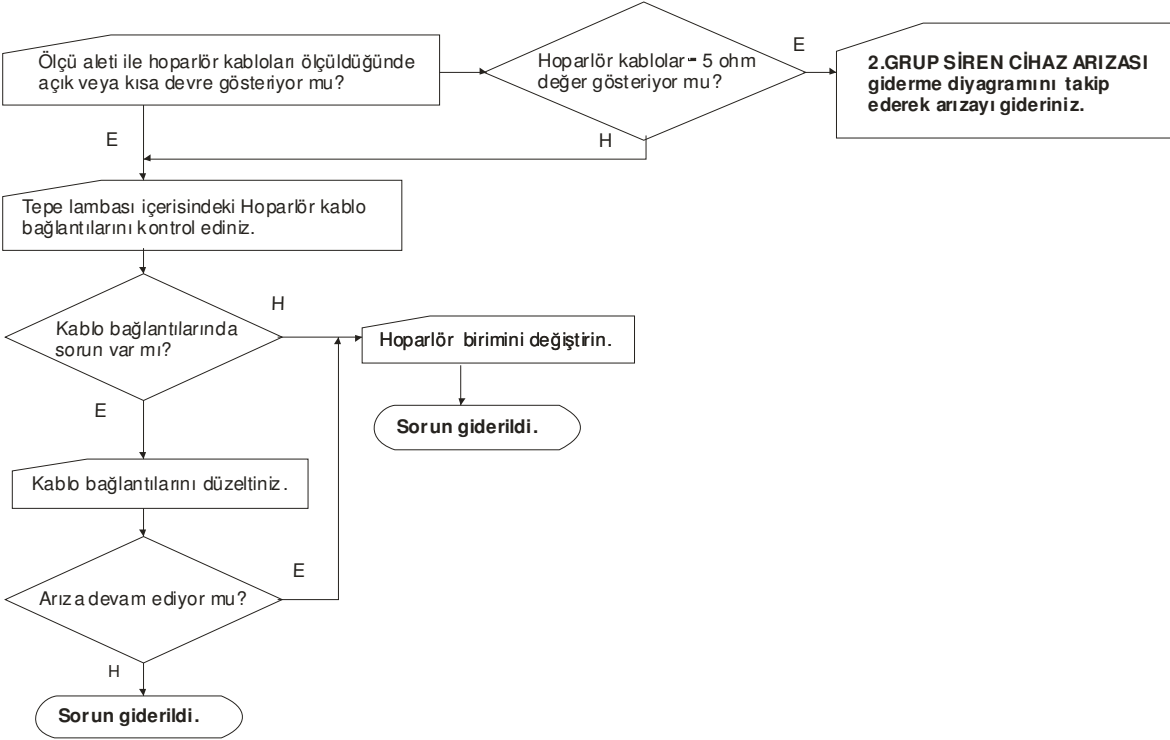 Ölçü aleti ile hoparlör kabloları ölçüldüğünde
açık veya kısa devre gösteriyor mu?
Hoparlör kablolar 5 ohm
değer gösteriyor mu?
E
2.GRUP SİREN CİHAZ ARIZASI
giderme diyagramını takip
ederek arızayı gideriniz.
E
H
Tepe lambası içerisindeki Hoparlör kablo
bağlantılarını kontrol ediniz.
H
Kablo bağlantılarında
sorun var mı?
Hoparlör birimini değiştirin.
E
Sorun giderildi.
Kablo bağlantılarını düzeltiniz.
E
Arıza devam ediyor mu?
H
Sorun giderildi.